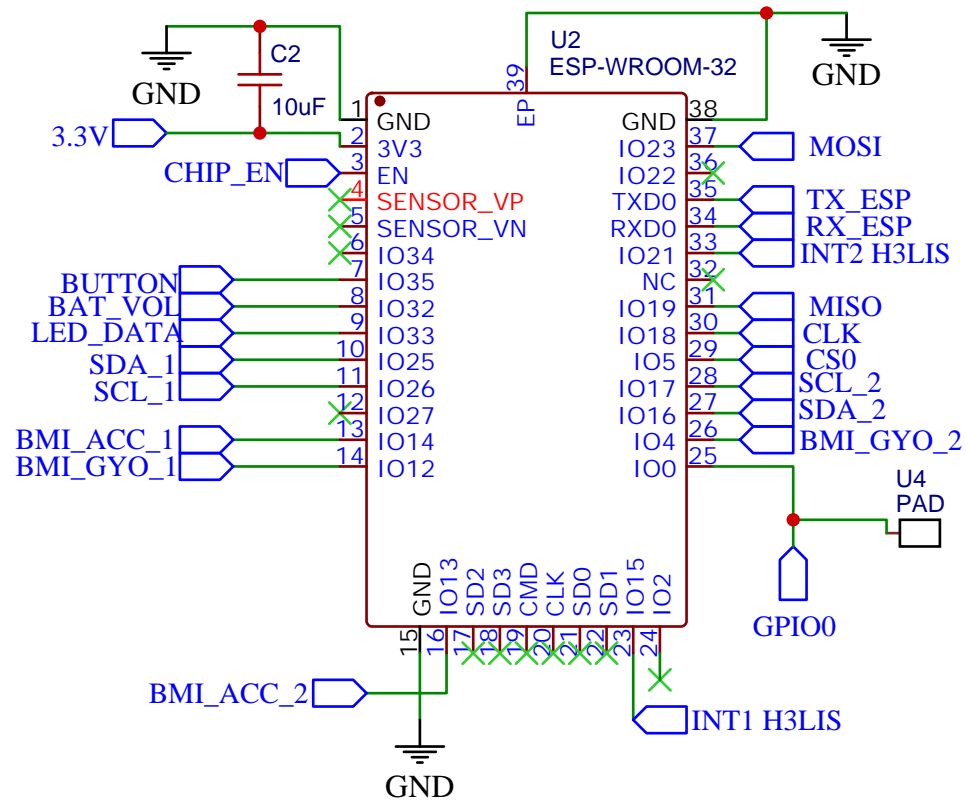 C2
GND
10uF
3.3V
CHIP_EN
BUTTON
BAT_VOL
LED_DATA
SDA_1
SCL_1
BMI_ACC_1
BMI_GYO_1
U2
ESP-WROOM-32
39
EP
GND
1 GND
2 3V3
3 EN
4 SENSOR_VP
5 SENSOR_VN
6 IO34
7 IO35
8 IO32
9 IO33
10 IO25
11 IO26
12 IO27
13 IO14
14 IO12
GND 38
IO23 37 MOSI
IO22 36
TXD0 35 TX_ESP
RXD0 34 RX_ESP
IO21 33 INT2 H3LIS
NC 32
IO19 31 MISO
IO18 30 CLK
IO5 29 CS0
IO17 28 SCL_2
IO16 27 SDA_2
IO4 26 BMI_GYO_2
IO0 25
U4
PAD
GPIO0
GND 15
IO13 16
SD2 17
SD3 18
CMD 19
CLK 20
SD0 21
SD1 22
IO15 23
IO2 24
BMI_ACC_2
INT1 H3LIS
GND